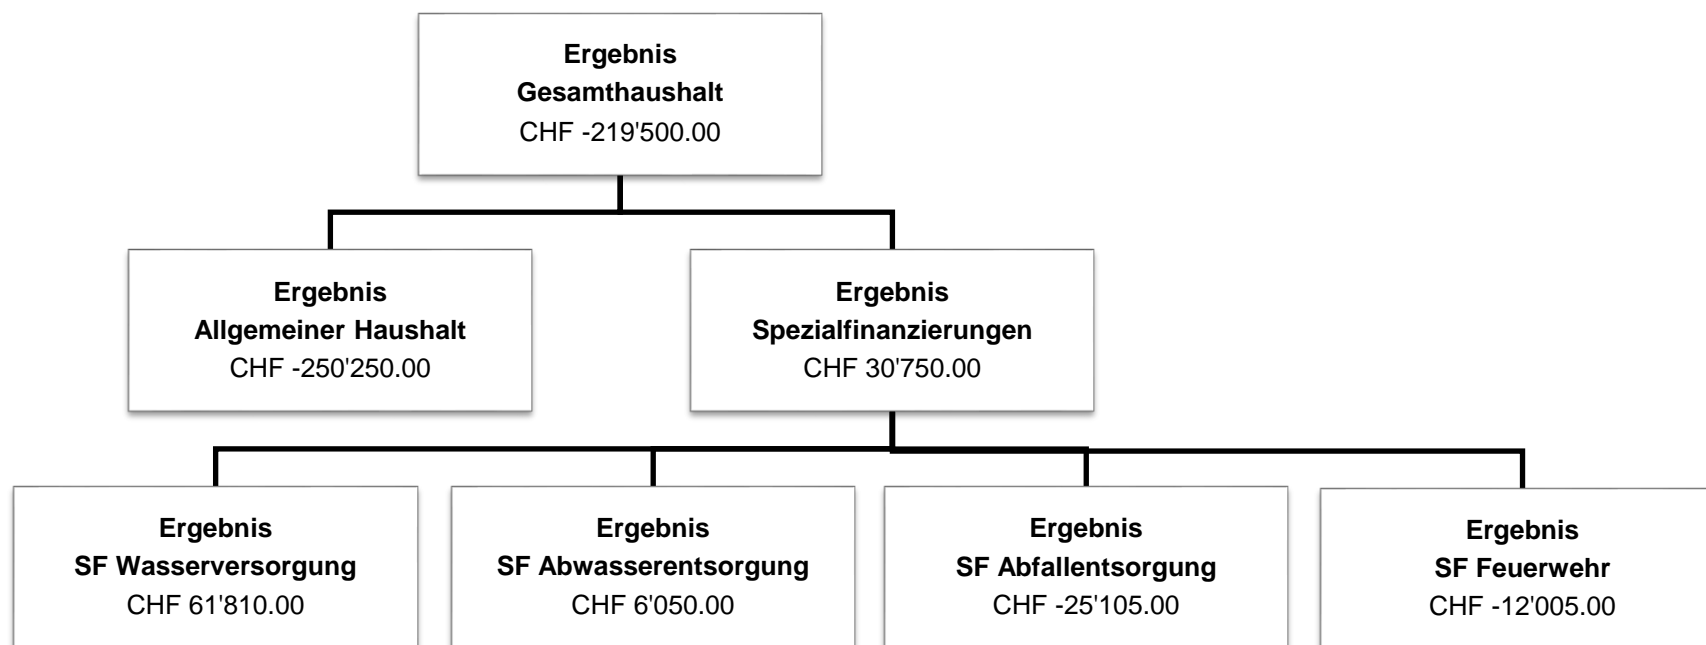 Ergebnis
Gesamthaushalt
CHF -219'500.00
Ergebnis
Allgemeiner Haushalt
CHF -250'250.00
Ergebnis
Spezialfinanzierungen
CHF 30'750.00
Ergebnis
SF Wasserversorgung
CHF 61'810.00
Ergebnis
SF Abwasserentsorgung
CHF 6'050.00
Ergebnis
SF Abfallentsorgung
CHF -25'105.00
Ergebnis
SF Feuerwehr
CHF -12'005.00